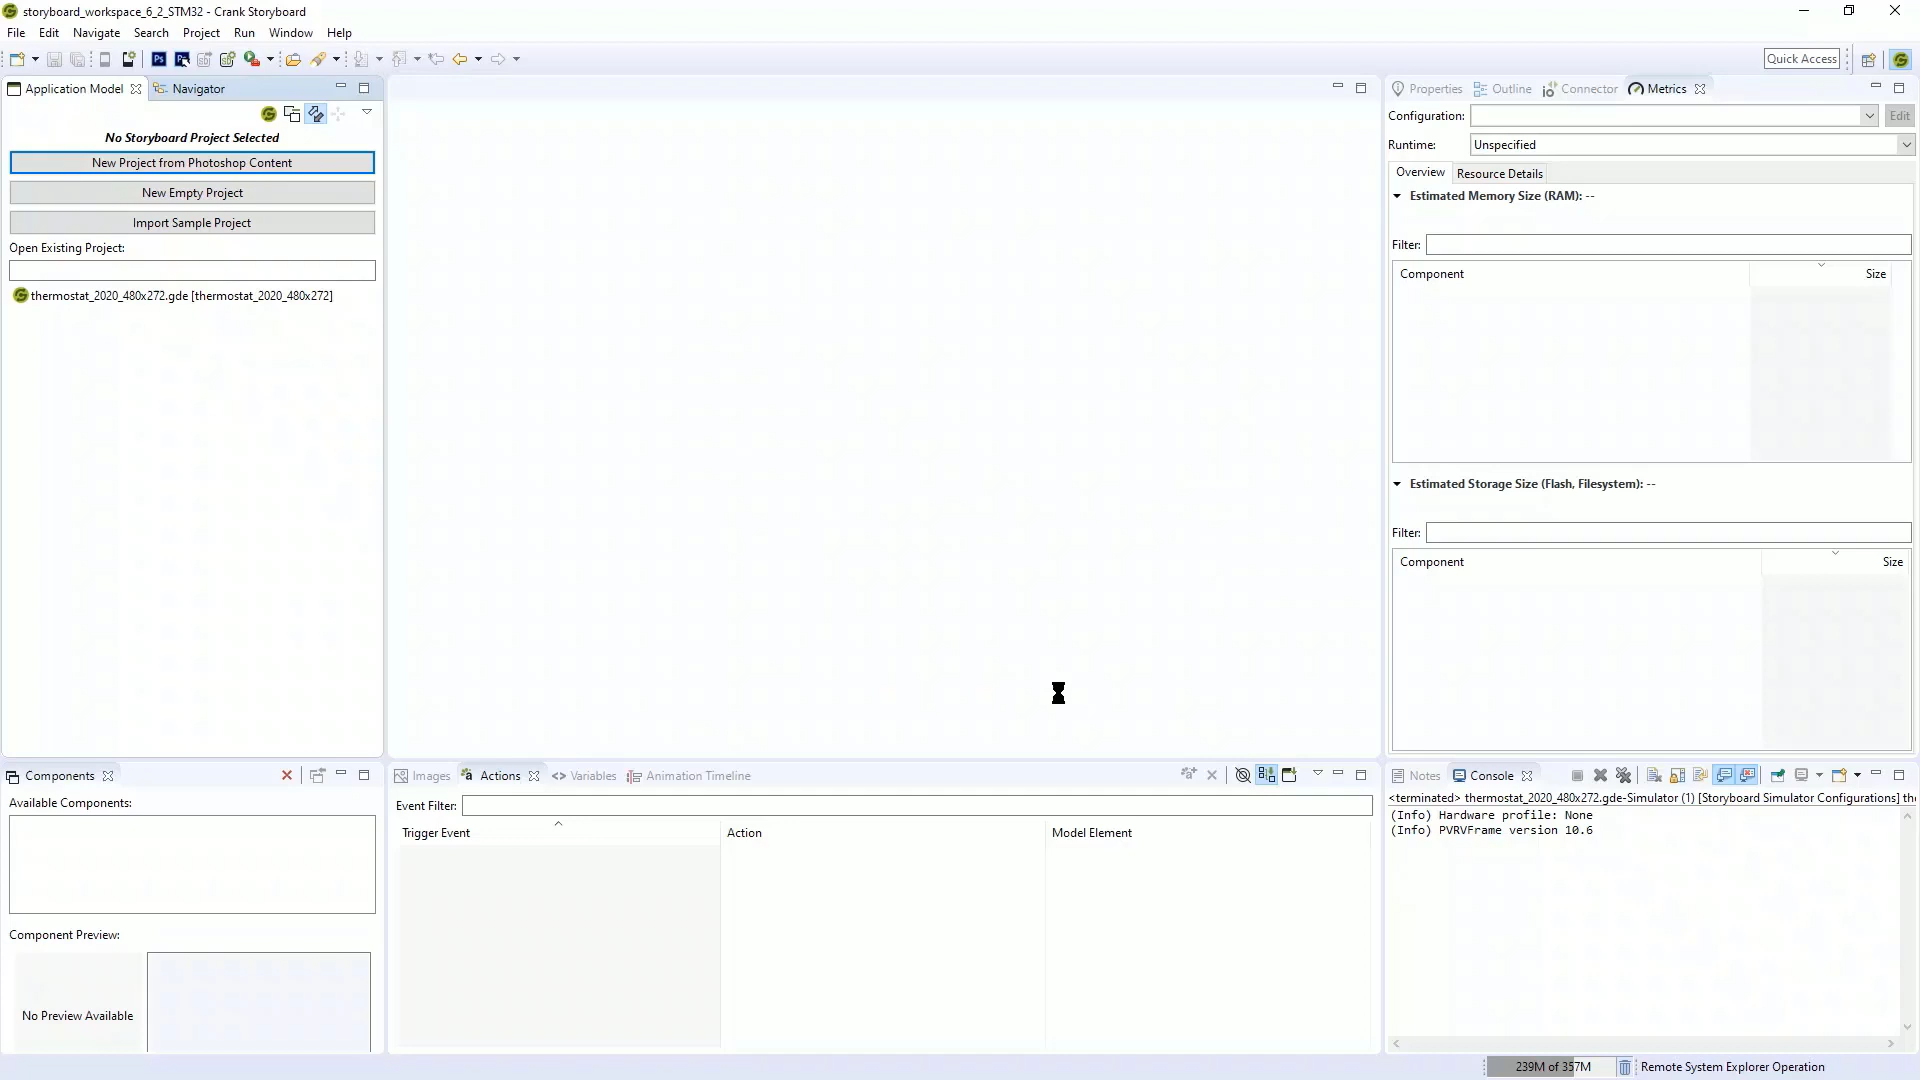 storyboard_workspace_6_2_STM32 - Crank Storyboard
File Edit Navigate Search Project Run Window Help
Quick Access
Application Model Navigator
No Storyboard Project Selected
New Project from Photoshop Content
New Empty Project
Import Sample Project
Open Existing Project:
thermostat_2020_480x272.gde [thermostat_2020_480x272]
Properties Outline Connector Metrics
Configuration: Edit
Runtime: Unspecified
Overview Resource Details
Estimated Memory Size (RAM): --
Filter:
Component Size
Estimated Storage Size (Flash, Filesystem): --
Filter:
Component Size
Components
Available Components:
Component Preview:
No Preview Available
Images Actions Variables Animation Timeline
Event Filter:
Trigger Event Action Model Element
Notes Console
<terminated> thermostat_2020_480x272.gde-Simulator (1) [Storyboard Simulator Configurations] the
(Info) Hardware profile: None
(Info) PVRVFrame version 10.6
239M of 357M Remote System Explorer Operation